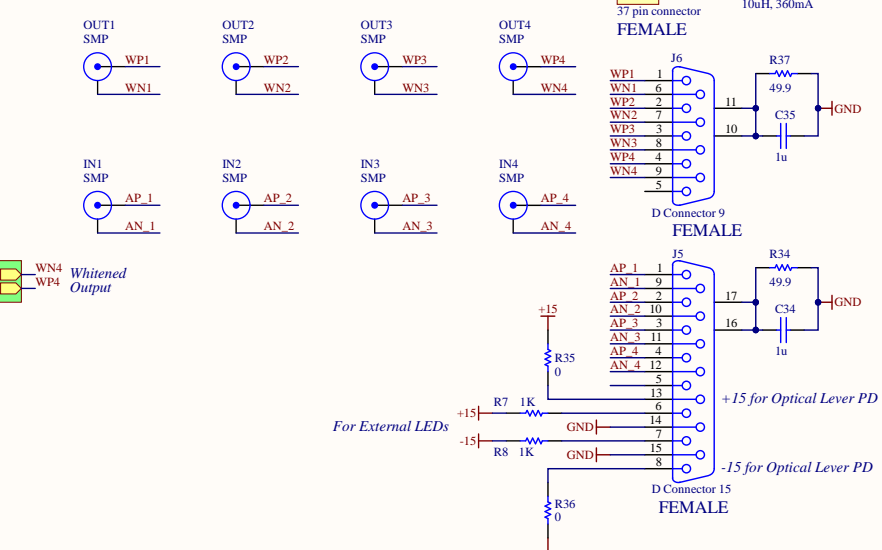 37 pin connector
10uH, 360mA
FEMALE
OUT1
SMP
WP1
WN1
OUT2
SMP
WP2
WN2
OUT3
SMP
WP3
WN3
OUT4
SMP
WP4
WN4
J6
WP1 1
WN1 6
WP2 2
WN2 7
WP3 3
WN3 8
WP4 4
WN4 9
5
11
10
R37
49.9
C35
1u
GND
D Connector 9
FEMALE
IN1
SMP
AP_1
AN_1
IN2
SMP
AP_2
AN_2
IN3
SMP
AP_3
AN_3
IN4
SMP
AP_4
AN_4
WN4
WP4
Whitened
Output
J5
AP_1 1
AN_1 9
AP_2 2
AN_2 10
AP_3 3
AN_3 11
AP_4 4
AN_4 12
5
13
6
14
7
15
8
17
16
R34
49.9
C34
1u
GND
+15
R35
0
R7 1K
+15
For External LEDs
GND
-15
R8 1K
GND
+15 for Optical Lever PD
-15 for Optical Lever PD
R36
0
D Connector 15
FEMALE